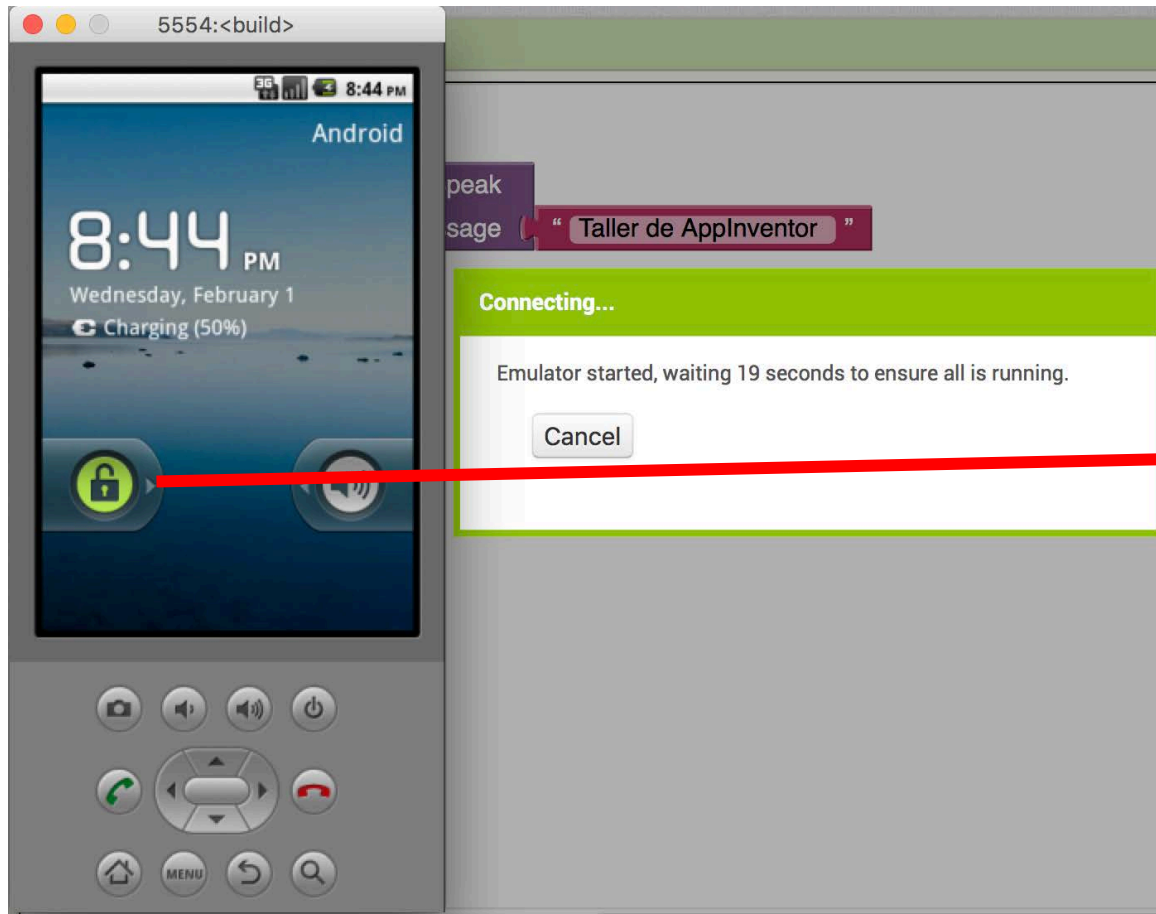 5554:<build>
3G 8:44 PM
Android
8:44 PM
Wednesday, February 1
Charging (50%)
MENU
peak
sage “ Taller de AppInventor ”
Connecting...
Emulator started, waiting 19 seconds to ensure all is running.
Cancel